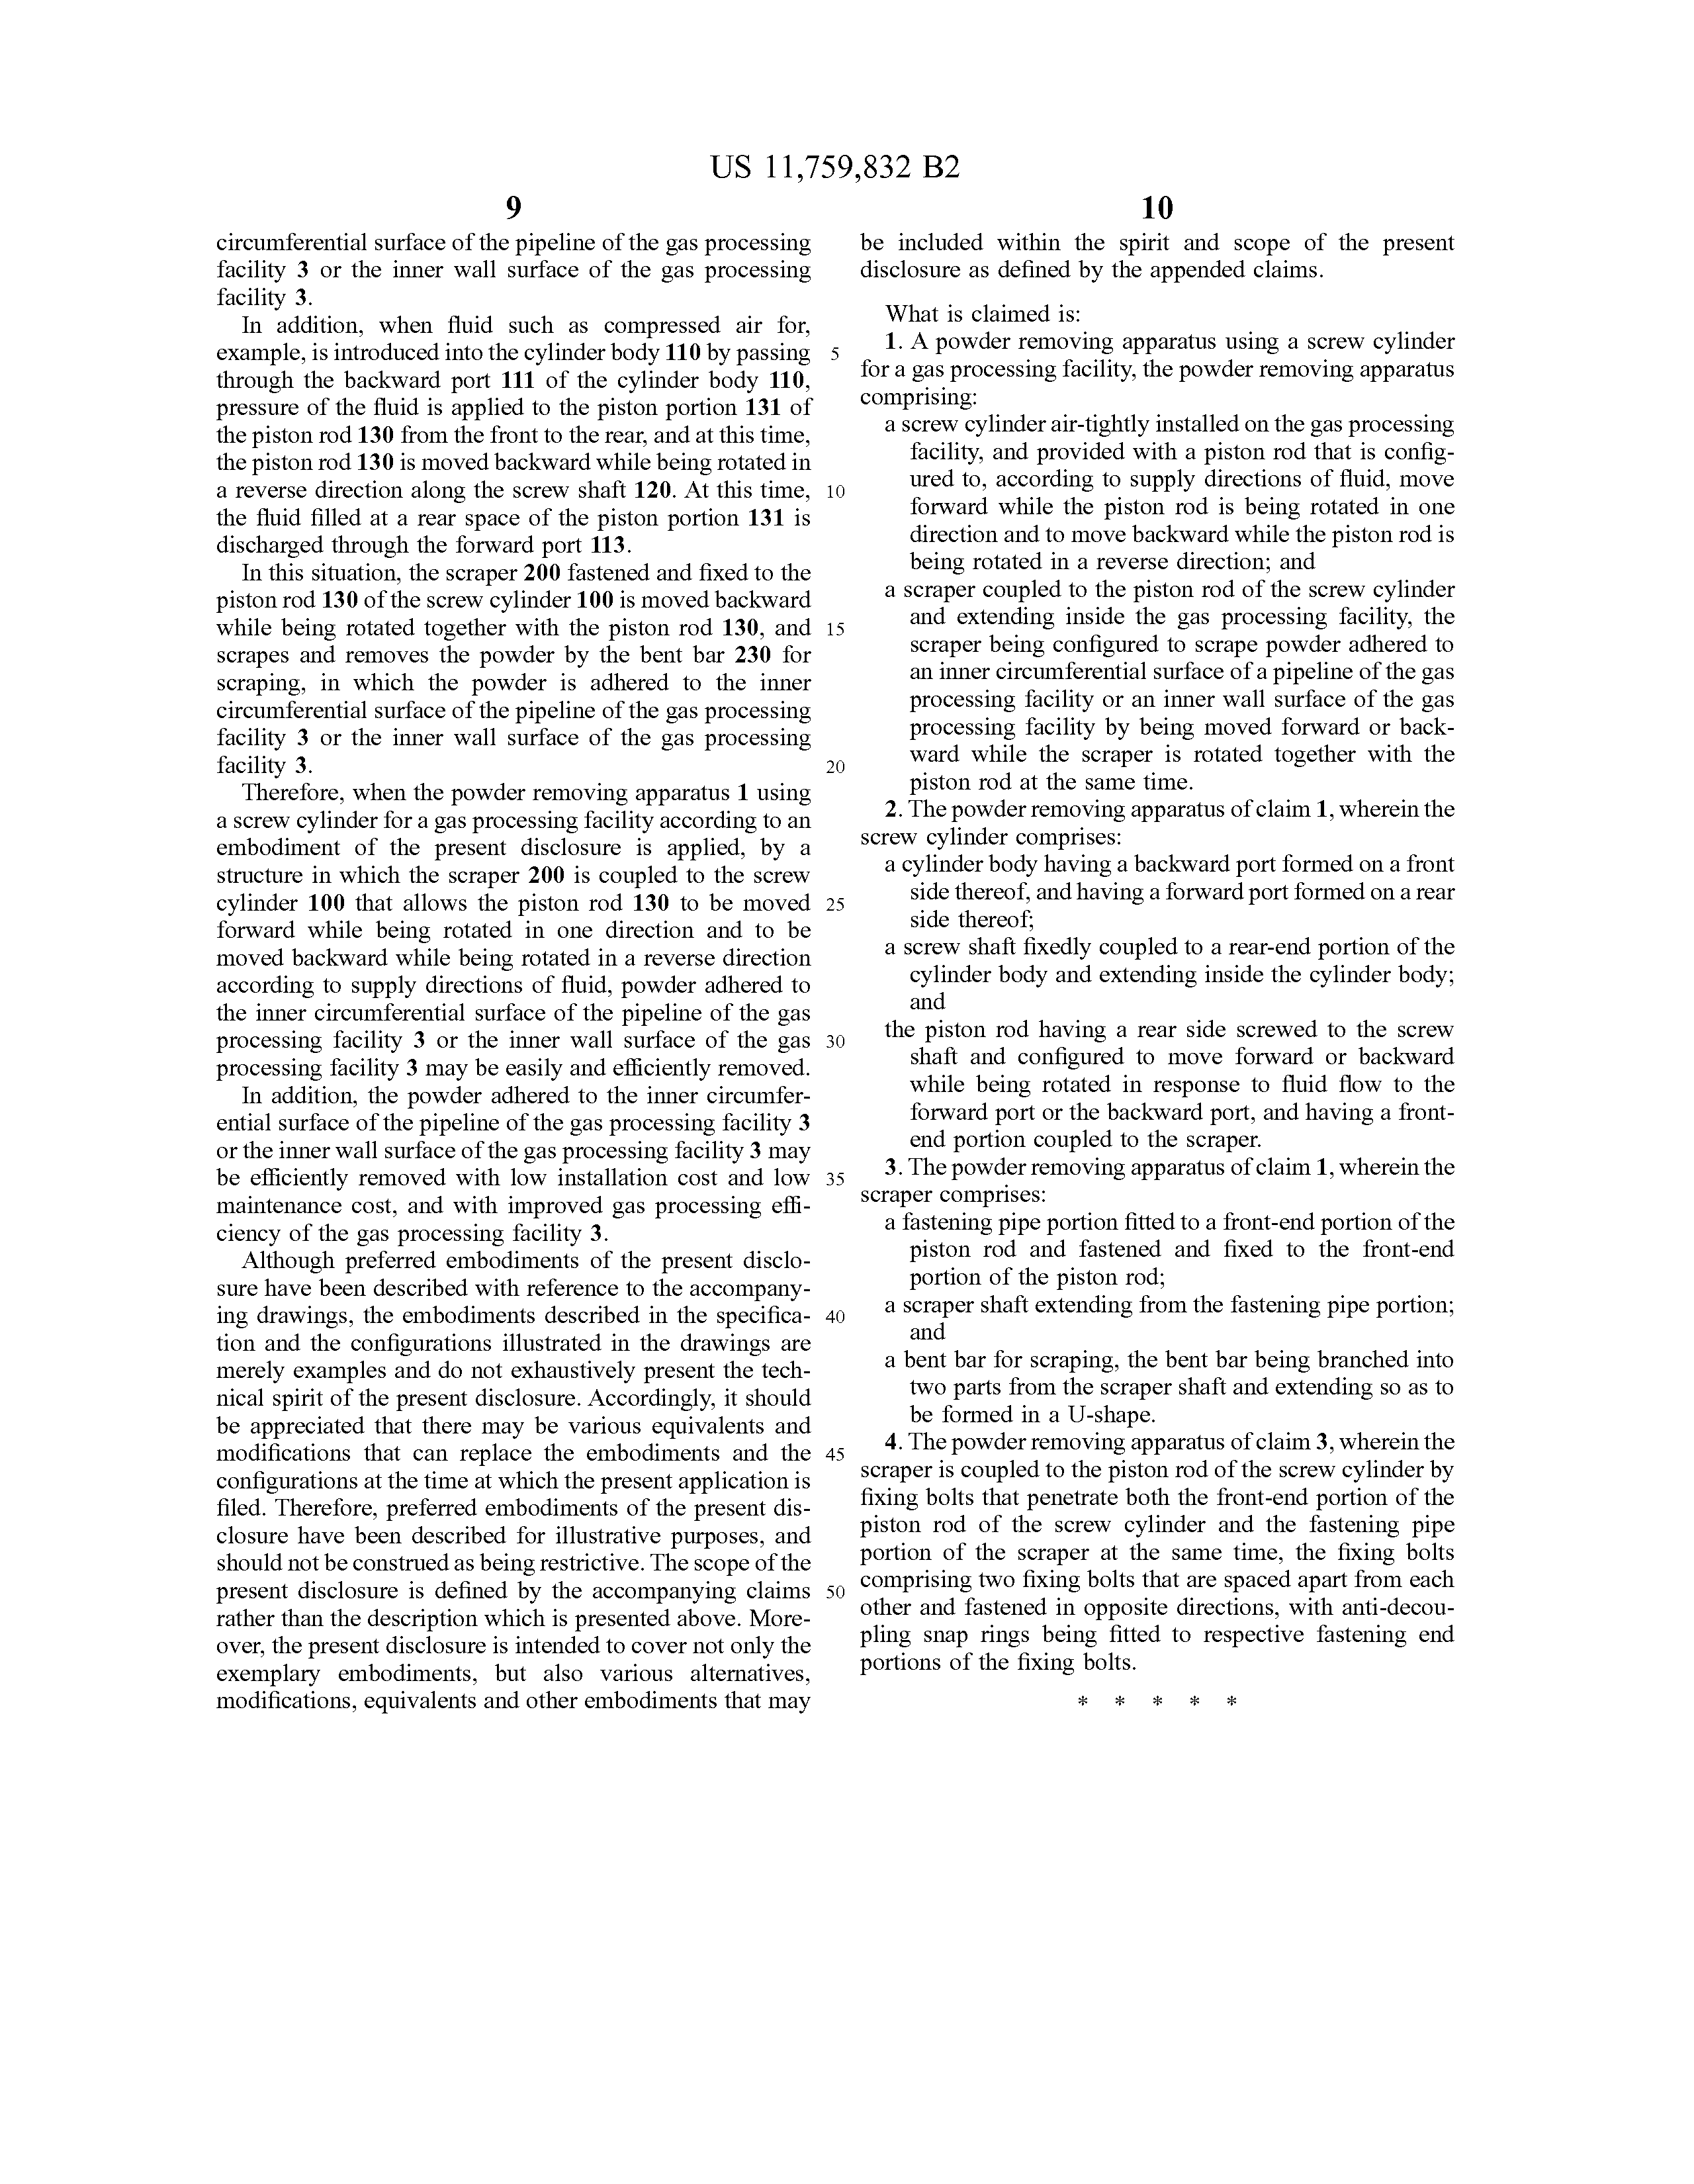 US 11,759,832 B2
9
circumferential surface of the pipeline of the gas processing
facility 3 or the inner wall surface of the gas processing
facility 3.
In addition, when fluid such as compressed air for,
example, is introduced into the cylinder body 110 by passing
through the backward port 111 of the cylinder body 110,
pressure of the fluid is applied to the piston portion 131 of
the piston rod 130 from the front to the rear, and at this time,
the piston rod 130 is moved backward while being rotated in
a reverse direction along the screw shaft 120. At this time,
the fluid filled at a rear space of the piston portion 131 is
discharged through the forward port 113.
In this situation, the scraper 200 fastened and fixed to the
piston rod 130 of the screw cylinder 100 is moved backward
while being rotated together with the piston rod 130, and
scrapes and removes the powder by the bent bar 230 for
scraping, in which the powder is adhered to the inner
circumferential surface of the pipeline of the gas processing
facility 3 or the inner wall surface of the gas processing
facility 3.
Therefore, when the powder removing apparatus 1 using
a screw cylinder for a gas processing facility according to an
embodiment of the present disclosure is applied, by a
structure in which the scraper 200 is coupled to the screw
cylinder 100 that allows the piston rod 130 to be moved
forward while being rotated in one direction and to be
moved backward while being rotated in a reverse direction
according to supply directions of fluid, powder adhered to
the inner circumferential surface of the pipeline of the gas
processing facility 3 or the inner wall surface of the gas
processing facility 3 may be easily and efficiently removed.
In addition, the powder adhered to the inner circumfer-
ential surface of the pipeline of the gas processing facility 3
or the inner wall surface of the gas processing facility 3 may
be efficiently removed with low installation cost and low
maintenance cost, and with improved gas processing effi-
ciency of the gas processing facility 3.
Although preferred embodiments of the present disclo-
sure have been described with reference to the accompany-
ing drawings, the embodiments described in the specifica-
tion and the configurations illustrated in the drawings are
merely examples and do not exhaustively present the tech-
nical spirit of the present disclosure. Accordingly, it should
be appreciated that there may be various equivalents and
modifications that can replace the embodiments and the
configurations at the time at which the present application is
filed. Therefore, preferred embodiments of the present dis-
closure have been described for illustrative purposes, and
should not be construed as being restrictive. The scope of the
present disclosure is defined by the accompanying claims
rather than the description which is presented above. More-
over, the present disclosure is intended to cover not only the
exemplary embodiments, but also various alternatives,
modifications, equivalents and other embodiments that may
5
10
15
20
25
30
35
40
45
50
10
be included within the spirit and scope of the present
disclosure as defined by the appended claims.
What is claimed is:
1. A powder removing apparatus using a screw cylinder
for a gas processing facility, the powder removing apparatus
comprising:
a screw cylinder air-tightly installed on the gas processing
facility, and provided with a piston rod that is config-
ured to, according to supply directions of fluid, move
forward while the piston rod is being rotated in one
direction and to move backward while the piston rod is
being rotated in a reverse direction; and
a scraper coupled to the piston rod of the screw cylinder
and extending inside the gas processing facility, the
scraper being configured to scrape powder adhered to
an inner circumferential surface of a pipeline of the gas
processing facility or an inner wall surface of the gas
processing facility by being moved forward or back-
ward while the scraper is rotated together with the
piston rod at the same time.
2. The powder removing apparatus of claim 1, wherein the
screw cylinder comprises:
a cylinder body having a backward port formed on a front
side thereof, and having a forward port formed on a rear
side thereof;
a screw shaft fixedly coupled to a rear-end portion of the
cylinder body and extending inside the cylinder body;
and
the piston rod having a rear side screwed to the screw
shaft and configured to move forward or backward
while being rotated in response to fluid flow to the
forward port or the backward port, and having a front-
end portion coupled to the scraper.
3. The powder removing apparatus of claim 1, wherein the
scraper comprises:
a fastening pipe portion fitted to a front-end portion of the
piston rod and fastened and fixed to the front-end
portion of the piston rod;
a scraper shaft extending from the fastening pipe portion;
and
a bent bar for scraping, the bent bar being branched into
two parts from the scraper shaft and extending so as to
be formed in a U-shape.
4. The powder removing apparatus of claim 3, wherein the
scraper is coupled to the piston rod of the screw cylinder by
fixing bolts that penetrate both the front-end portion of the
piston rod of the screw cylinder and the fastening pipe
portion of the scraper at the same time, the fixing bolts
comprising two fixing bolts that are spaced apart from each
other and fastened in opposite directions, with anti-decou-
pling snap rings being fitted to respective fastening end
portions of the fixing bolts.
* * * * *